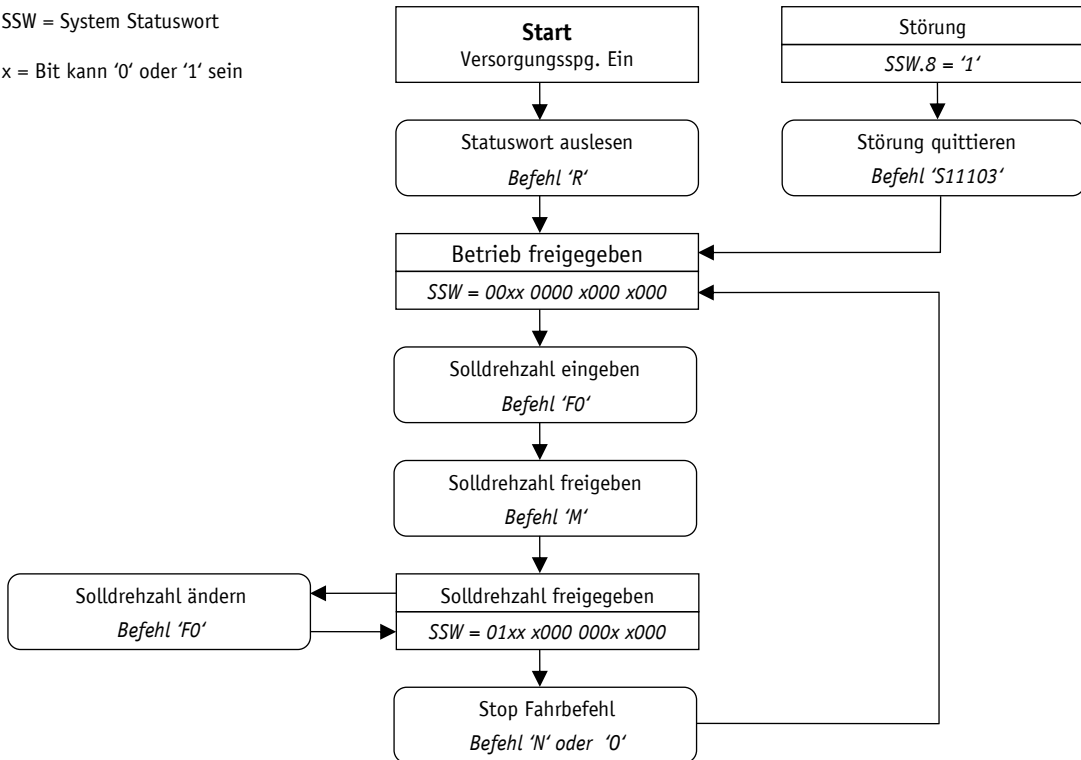 SSW = System Statuswort
x = Bit kann ‘0‘ oder ‘1‘ sein
Start
Versorgungsspg. Ein
Statuswort auslesen
Befehl ‘R‘
Betrieb freigegeben
SSW = 00xx 0000 x000 x000
Solldrehzahl eingeben
Befehl ‘F0‘
Solldrehzahl freigeben
Befehl ‘M‘
Solldrehzahl freigegeben
SSW = 01xx x000 000x x000
Solldrehzahl ändern
Befehl ‘F0‘
Stop Fahrbefehl
Befehl ‘N‘ oder ‘O‘
Störung
SSW.8 = ‘1‘
Störung quittieren
Befehl ‘S11103‘